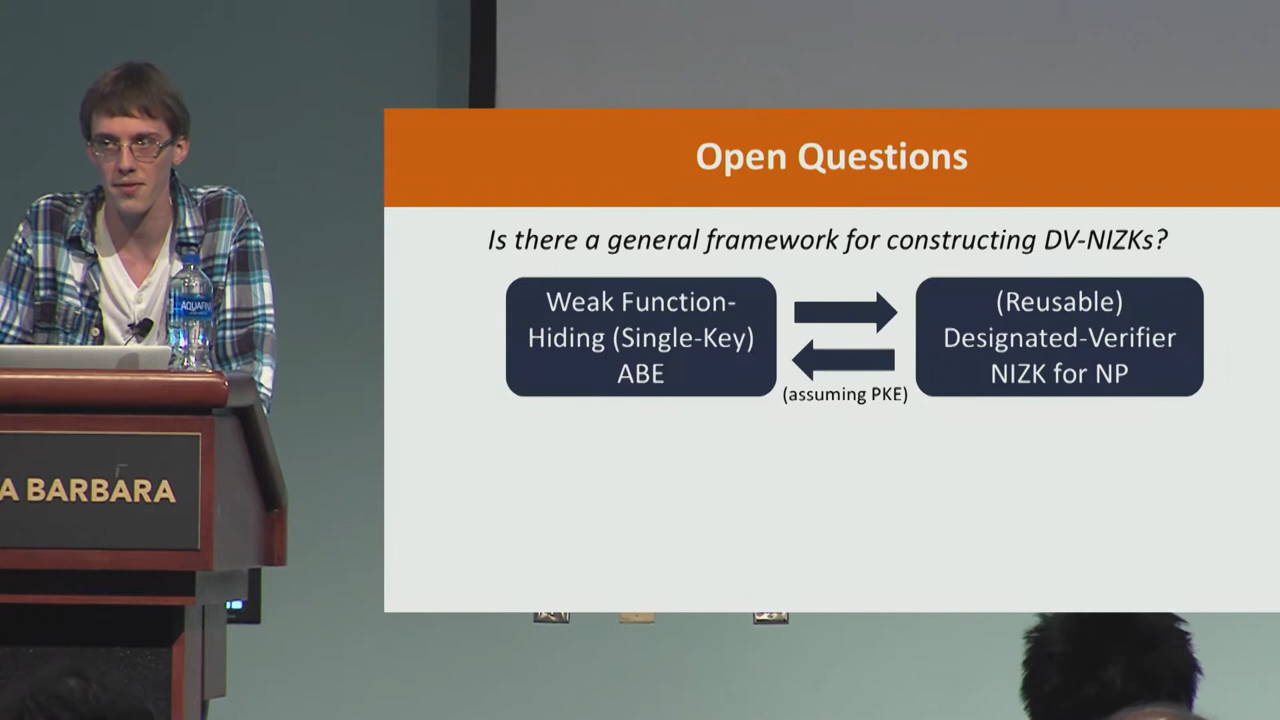 Open Questions
Is there a general framework for constructing DV-NIZKs?
Weak Function-
Hiding (Single-Key)
ABE
(Reusable)
Designated-Verifier
NIZK for NP
(assuming PKE)
AQUAFINA
A BARBARA